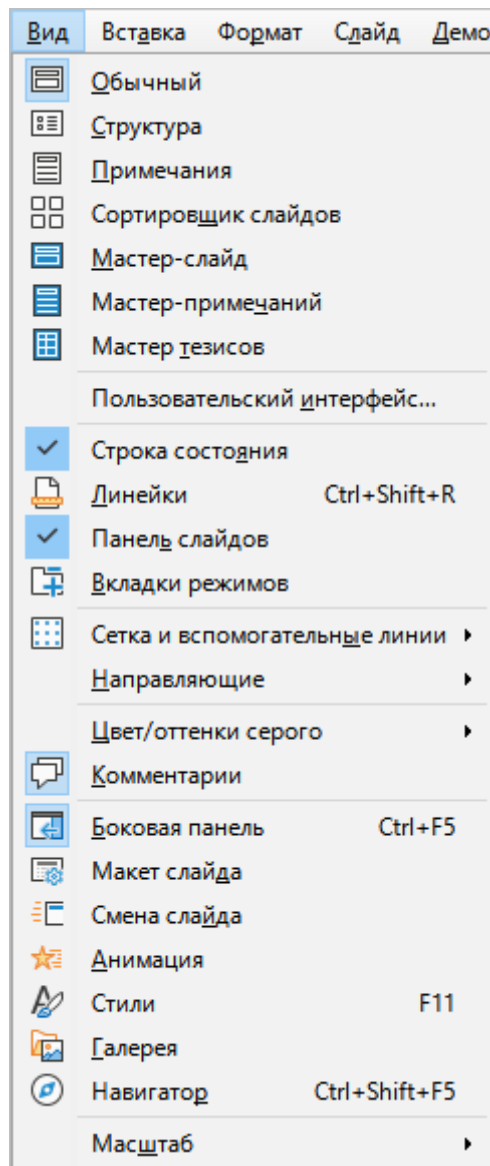 Вид Вставка Формат Слайд Демо
Обычный
Структура
Примечания
Сортировщик слайдов
Мастер-слайд
Мастер-примечаний
Мастер тезисов
Пользовательский интерфейс...
Строка состояния
Линейки Ctrl+Shift+R
Панель слайдов
Вкладки режимов
Сетка и вспомогательные линии
Направляющие
Цвет/оттенки серого
Комментарии
Боковая панель Ctrl+F5
Макет слайда
Смена слайда
Анимация
Стили F11
Галерея
Навигатор Ctrl+Shift+F5
Масштаб